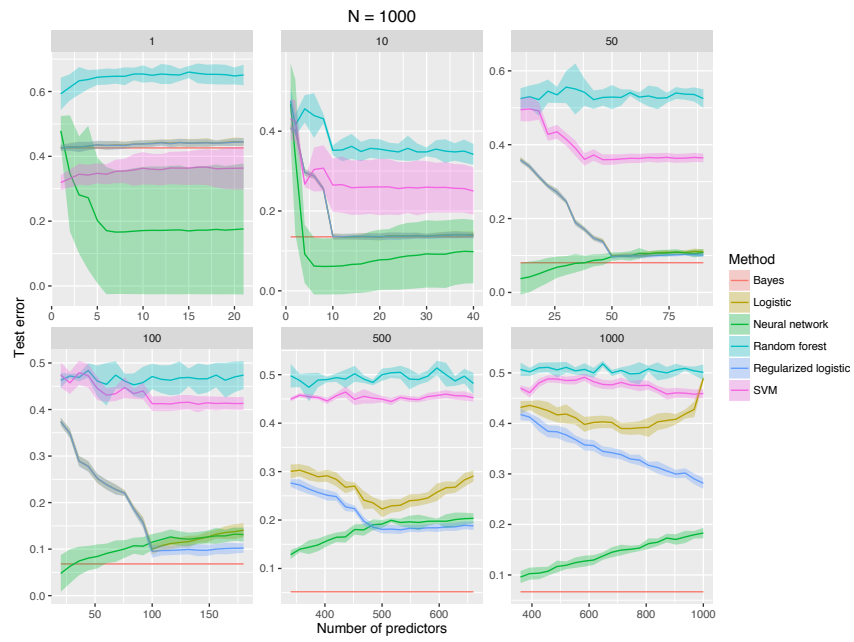 N = 1000
1
10
50
0.6
0.4
0.2
0.0
0.4
0.2
0.0
0.6
0.4
0.2
0.0
0 5 10 15 20
0 10 20 30 40
25 50 75
Test error
100
500
1000
0.5
0.4
0.3
0.2
0.1
0.0
0.5
0.4
0.3
0.2
0.1
0.5
0.4
0.3
0.2
0.1
50 100 150
400 500 600
400 600 800 1000
Number of predictors
Method
Bayes
Logistic
Neural network
Random forest
Regularized logistic
SVM